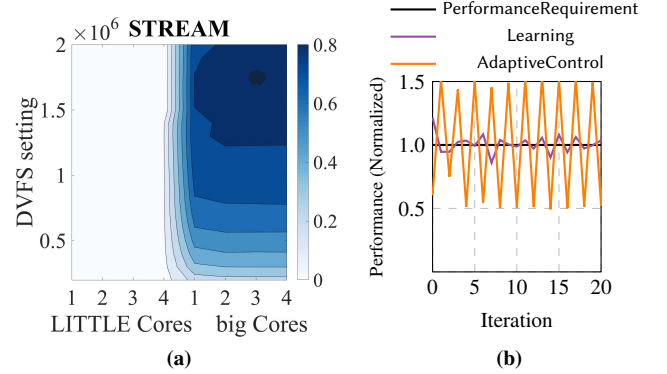 ×10⁶ STREAM
2
1.5
1
0.5
DVFS setting
1 2 3 4 1 2 3 4
LITTLE Cores big Cores
0.8
0.6
0.4
0.2
0
(a)
PerformanceRequirement
Learning
AdaptiveControl
Performance (Normalized)
1.5
1.0
0.5
0 5 10 15 20
Iteration
(b)